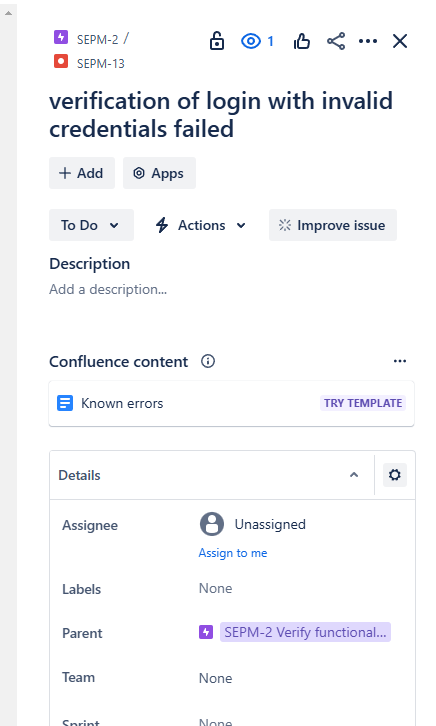 SEPM-2 /
SEPM-13
1
verification of login with invalid
credentials failed
Add
Apps
To Do
Actions
Improve issue
Description
Add a description...
Confluence content
Known errors
TRY TEMPLATE
Details
Assignee
Unassigned
Assign to me
Labels
None
Parent
SEPM-2 Verify functional...
Team
None
Sprint
None